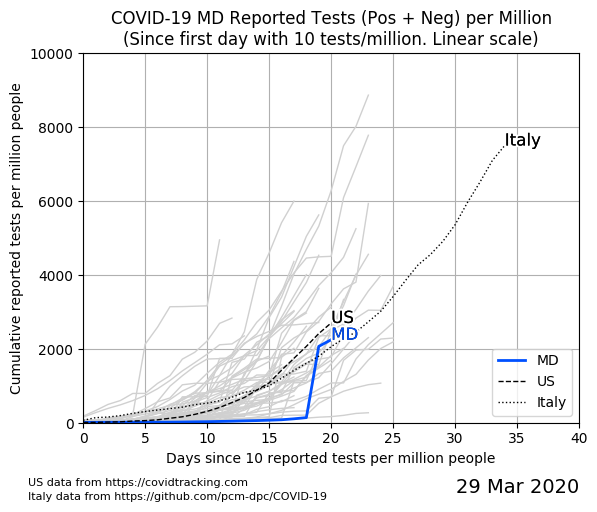 COVID-19 MD Reported Tests (Pos + Neg) per Million
(Since first day with 10 tests/million. Linear scale)
Cumulative reported tests per million people
10000
8000
6000
4000
2000
0
Italy
US
MD
MD
US
Italy
0 5 10 15 20 25 30 35 40
Days since 10 reported tests per million people
US data from https://covidtracking.com
Italy data from https://github.com/pcm-dpc/COVID-19
29 Mar 2020